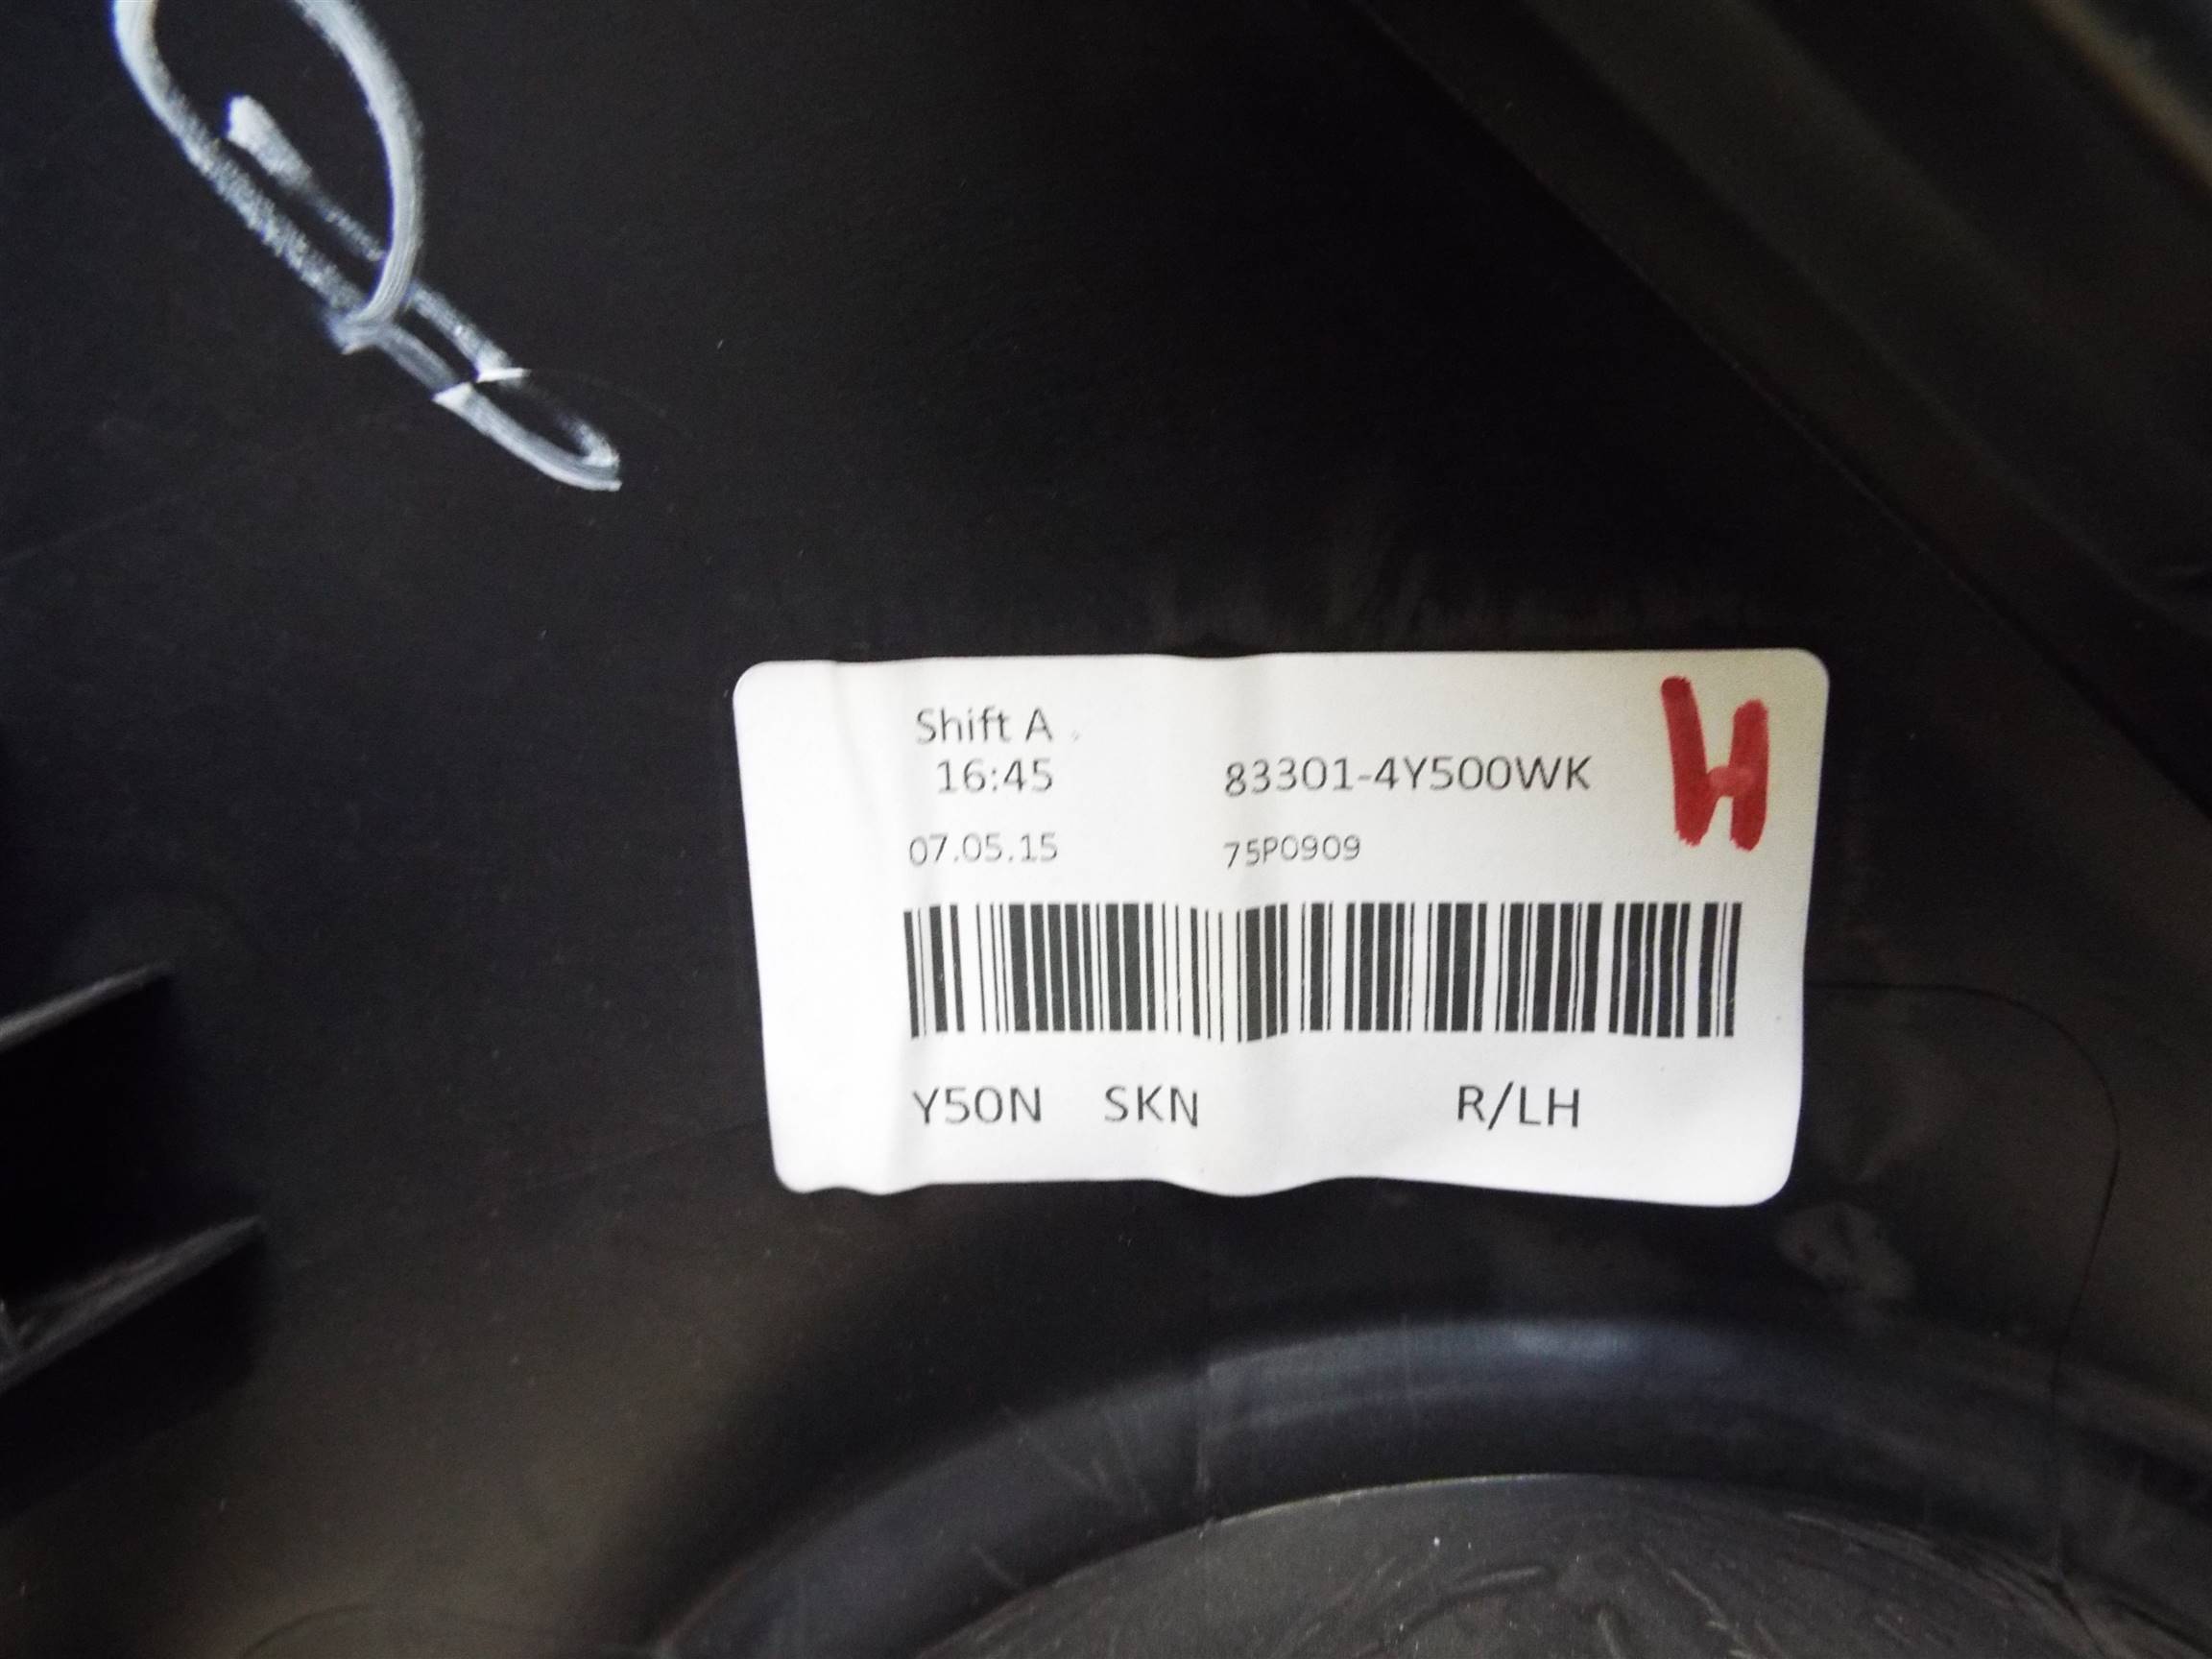 Shift A
16:45
83301-4Y500WK
07.05.15
75P0909
Y50N SKN R/LH
H